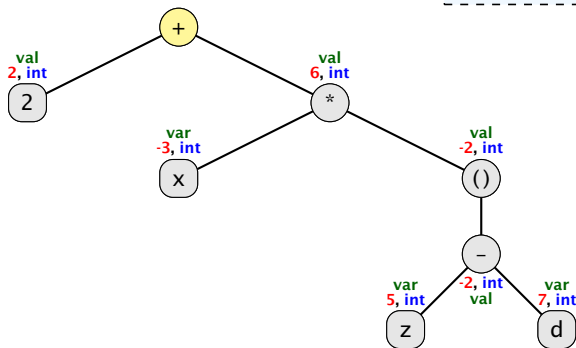 +
val
2, int
2
val
6, int
*
var
-3, int
x
val
-2, int
()
–
-2, int
val
var
5, int
z
var
7, int
d